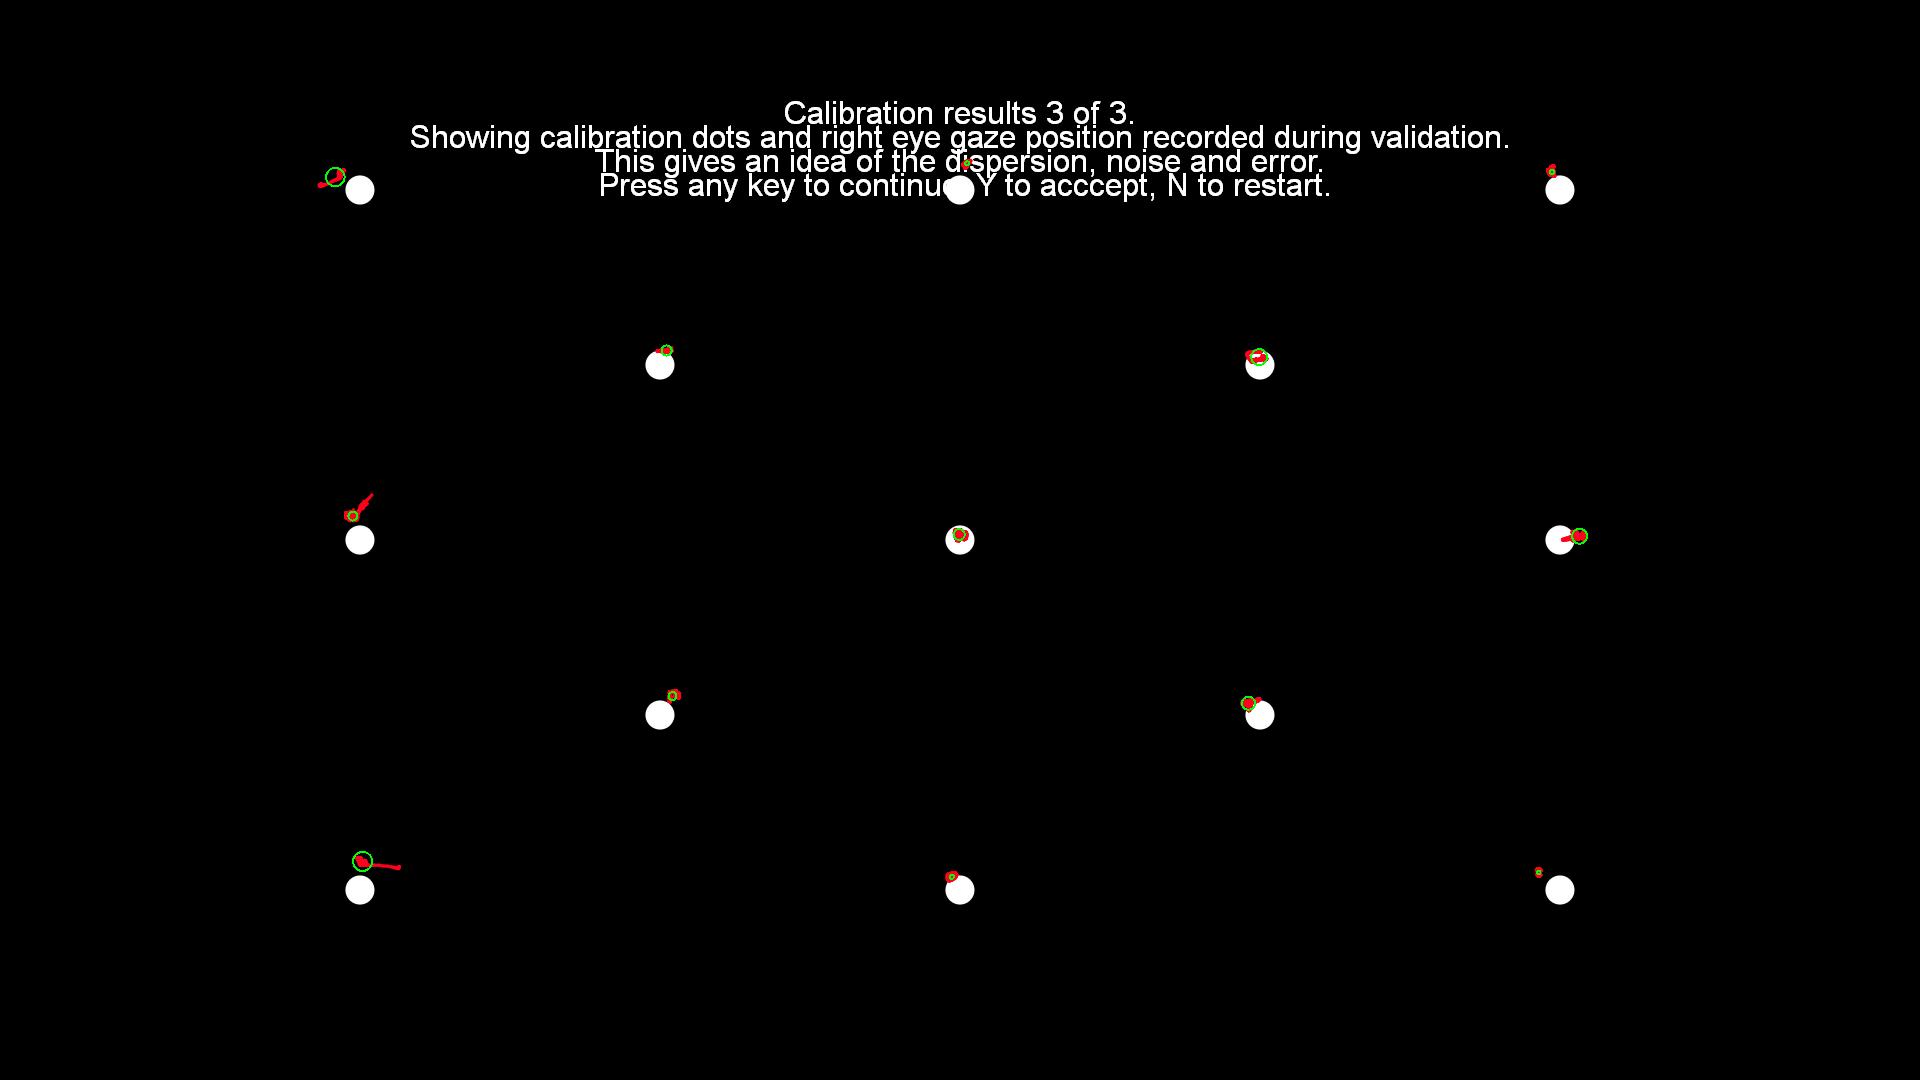 Calibration results 3 of 3.
Showing calibration dots and right eye gaze position recorded during validation.
This gives an idea of the dispersion, noise and error.
Press any key to continue. Y to acccept, N to restart.